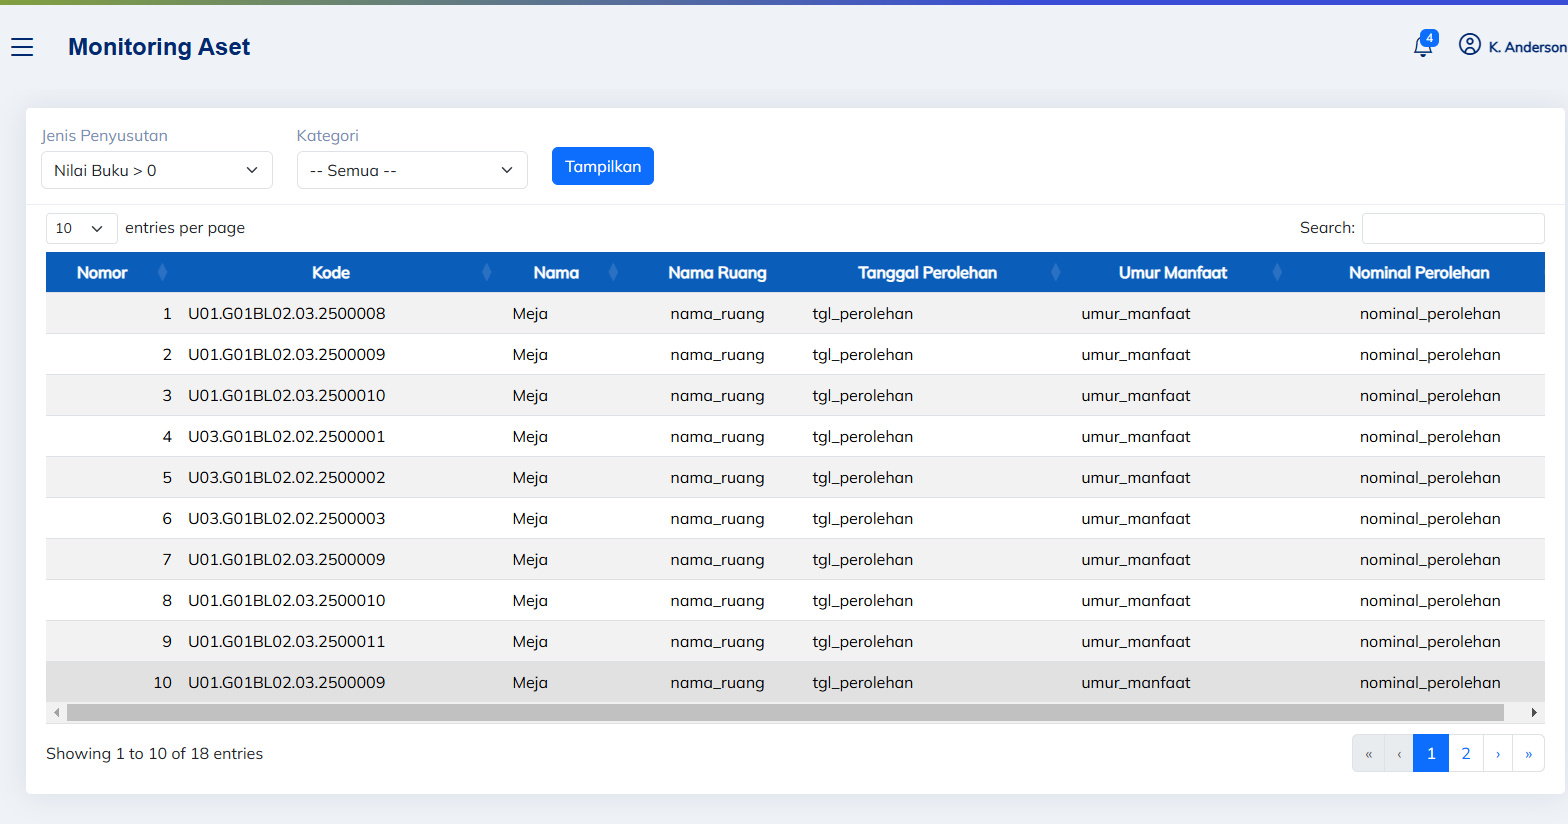 Monitoring Aset
4
K. Anderson
Jenis Penyusutan Kategori
Nilai Buku > 0 -- Semua -- Tampilkan
10 entries per page Search:
Nomor Kode Nama Nama Ruang Tanggal Perolehan Umur Manfaat Nominal Perolehan
1 U01.G01BL02.03.2500008 Meja nama_ruang tgl_perolehan umur_manfaat nominal_perolehan
2 U01.G01BL02.03.2500009 Meja nama_ruang tgl_perolehan umur_manfaat nominal_perolehan
3 U01.G01BL02.03.2500010 Meja nama_ruang tgl_perolehan umur_manfaat nominal_perolehan
4 U03.G01BL02.02.2500001 Meja nama_ruang tgl_perolehan umur_manfaat nominal_perolehan
5 U03.G01BL02.02.2500002 Meja nama_ruang tgl_perolehan umur_manfaat nominal_perolehan
6 U03.G01BL02.02.2500003 Meja nama_ruang tgl_perolehan umur_manfaat nominal_perolehan
7 U01.G01BL02.03.2500009 Meja nama_ruang tgl_perolehan umur_manfaat nominal_perolehan
8 U01.G01BL02.03.2500010 Meja nama_ruang tgl_perolehan umur_manfaat nominal_perolehan
9 U01.G01BL02.03.2500011 Meja nama_ruang tgl_perolehan umur_manfaat nominal_perolehan
10 U01.G01BL02.03.2500009 Meja nama_ruang tgl_perolehan umur_manfaat nominal_perolehan
Showing 1 to 10 of 18 entries « ‹ 1 2 › »